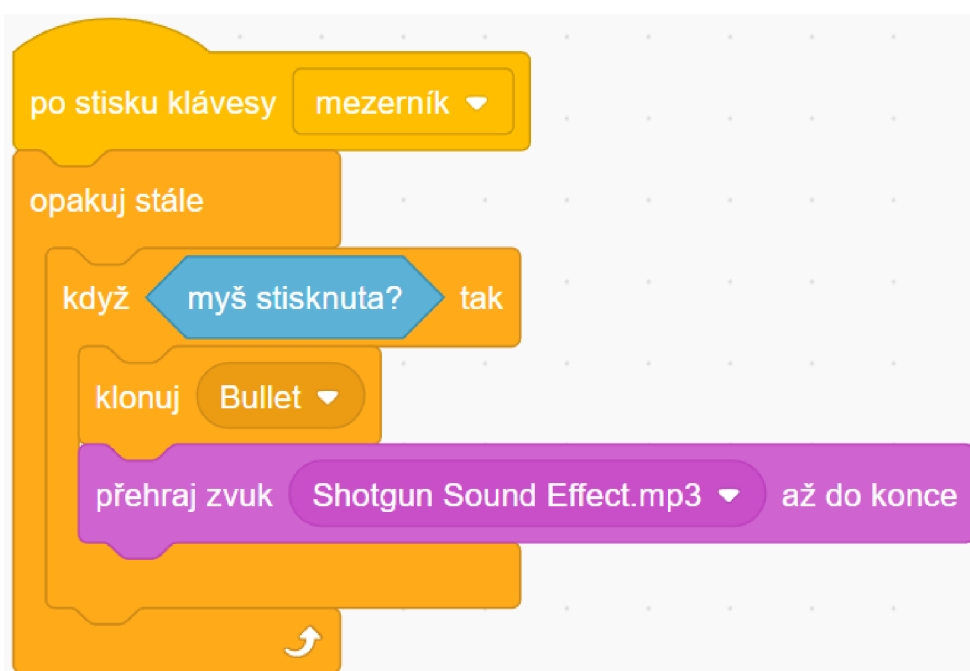 po stisku klávesy mezerník
opakuj stále
když myš stisknuta? tak
klonuj Bullet
přehraj zvuk Shotgun Sound Effect.mp3 až do konce